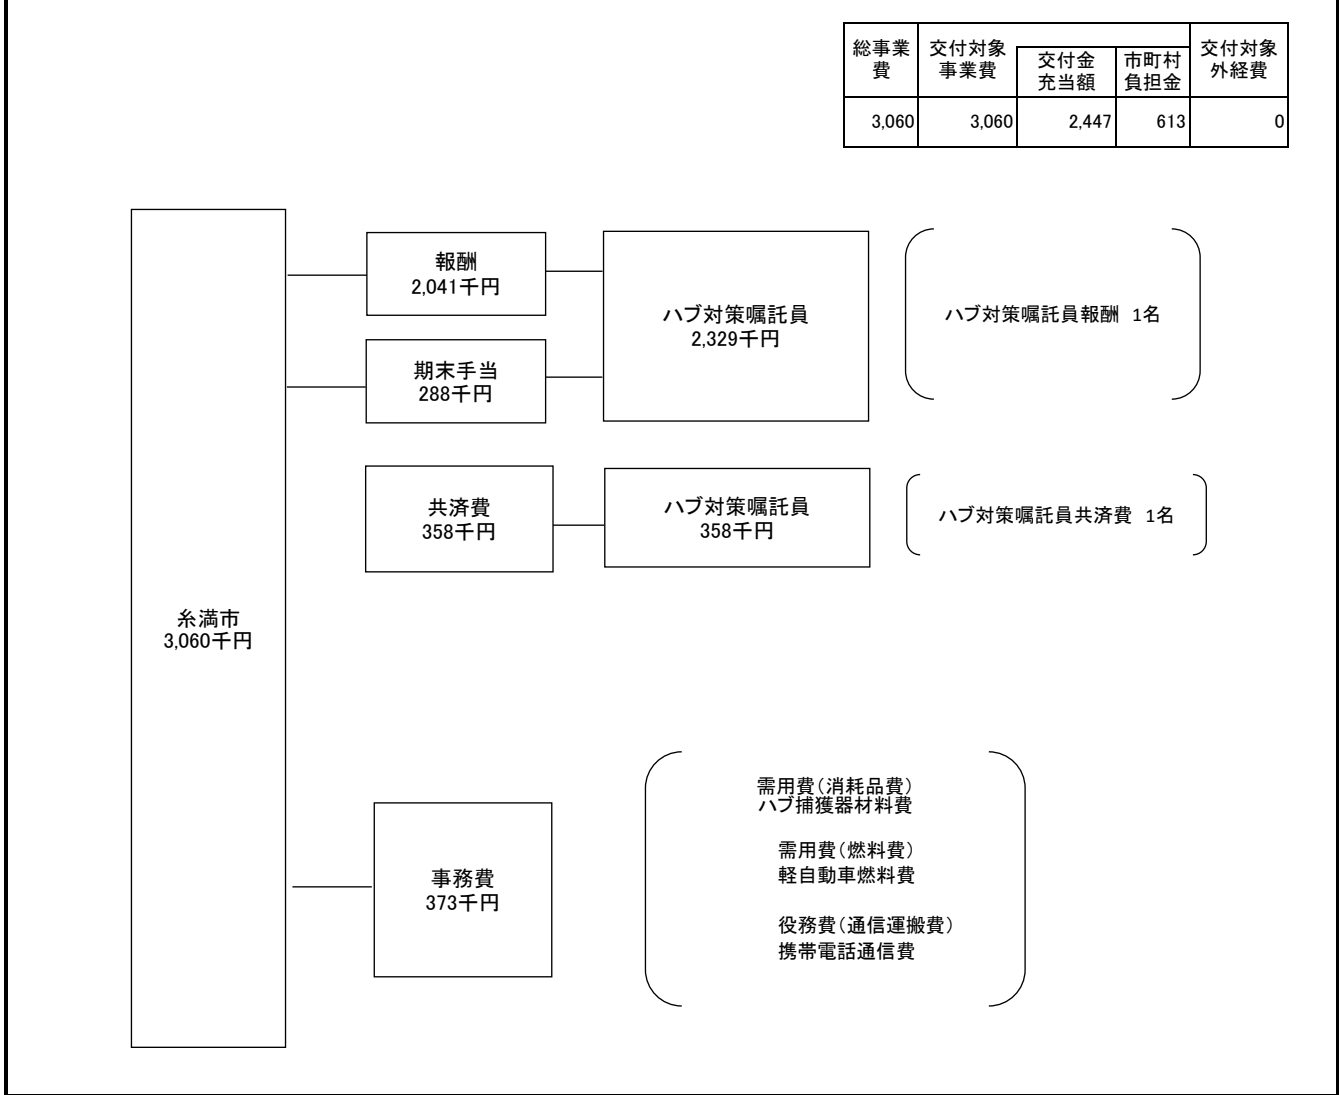 総事業
費
交付対象
事業費
交付金
充当額
市町村
負担金
交付対象
外経費
3,060
3,060
2,447
613
0
糸満市
3,060千円
報酬
2,041千円
期末手当
288千円
ハブ対策嘱託員
2,329千円
ハブ対策嘱託員報酬 1名
共済費
358千円
ハブ対策嘱託員
358千円
ハブ対策嘱託員共済費 1名
事務費
373千円
需用費(消耗品費)
ハブ捕獲器材料費
需用費(燃料費)
軽自動車燃料費
役務費(通信運搬費)
携帯電話通信費